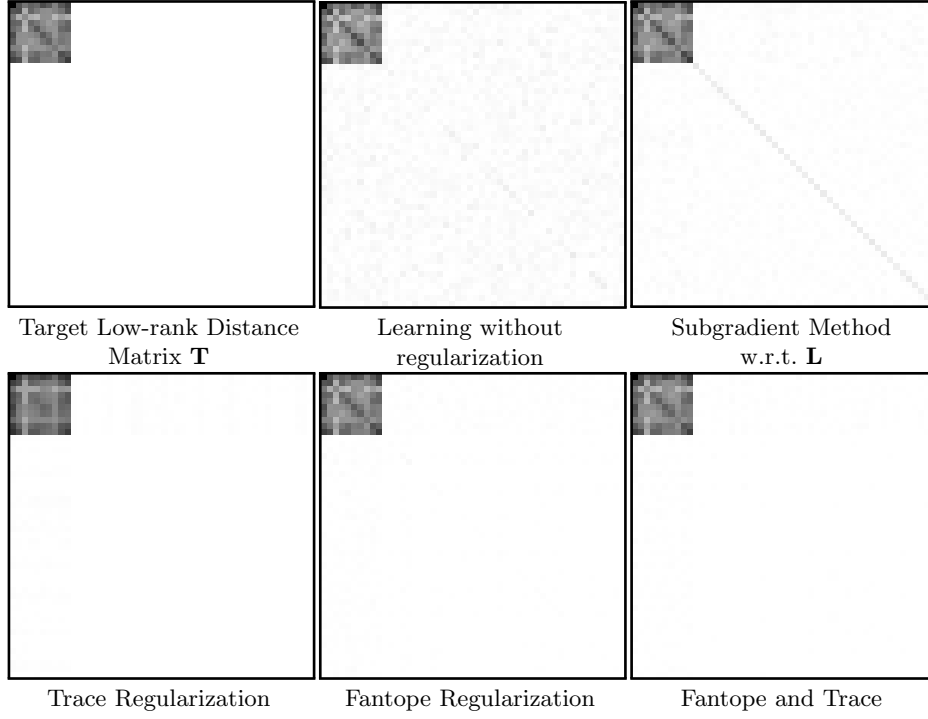 Target Low-rank Distance
Matrix T
Learning without
regularization
Subgradient Method
w.r.t. L
Trace Regularization
Fantope Regularization
Fantope and Trace